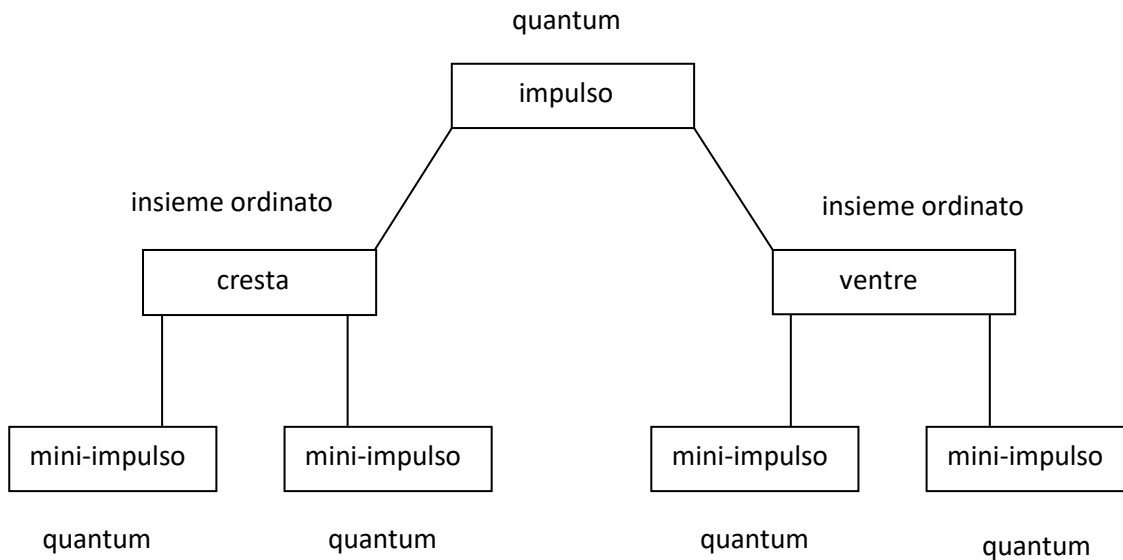 quantum
impulso
insieme ordinato
insieme ordinato
cresta
ventre
mini-impulso
mini-impulso
mini-impulso
mini-impulso
quantum
quantum
quantum
quantum